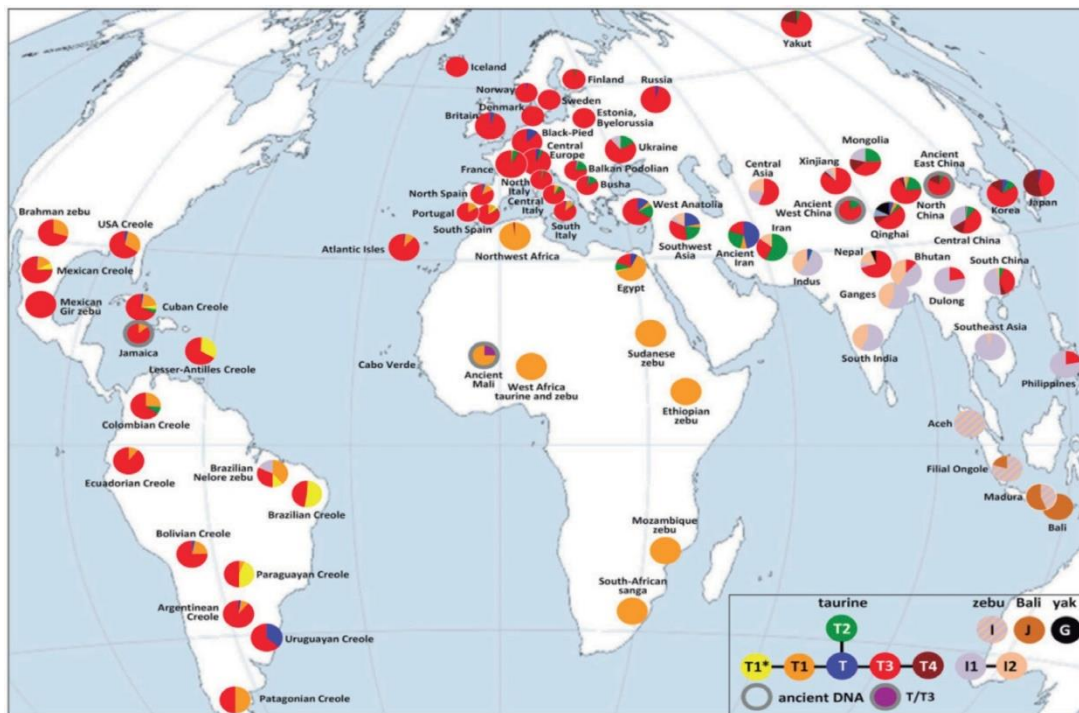 Yakut
Iceland
Finland
Norway
Russia
Denmark
Sweden
Britain
Estonia,
Byelorussia
Black-Pied
Central
Europe
Ukraine
France
Balkan Podolian
North
Italy
Busha
North Spain
Central
Italy
Portugal
South Spain
South
Italy
West Anatolia
Southwest
Asia
Ancient
Iran
Iran
Central
Asia
Xinjiang
Mongolia
Ancient
East China
Ancient
West China
North
China
Qinghai
Korea
Japan
Central China
Nepal
Bhutan
South China
Indus
Ganges
Dulong
South India
Southeast Asia
Philippines
Aceh
Filial Ongole
Madura
Bali
Brahman zebu
USA Creole
Mexican Creole
Mexican
Gir zebu
Cuban Creole
Jamaica
Lesser-Antilles Creole
Atlantic Isles
Northwest Africa
Egypt
Cabo Verde
Ancient
Mali
West Africa
taurine and zebu
Sudanese
zebu
Ethiopian
zebu
Colombian Creole
Ecuadorian Creole
Brazilian
Nelore zebu
Brazilian Creole
Bolivian Creole
Paraguayan Creole
Argentinean
Creole
Uruguayan Creole
Patagonian Creole
Mozambique
zebu
South-African
sanga
taurine zebu Bali yak
T2 I J G
T1* T1 T T3 T4 I1 I2
ancient DNA T/T3